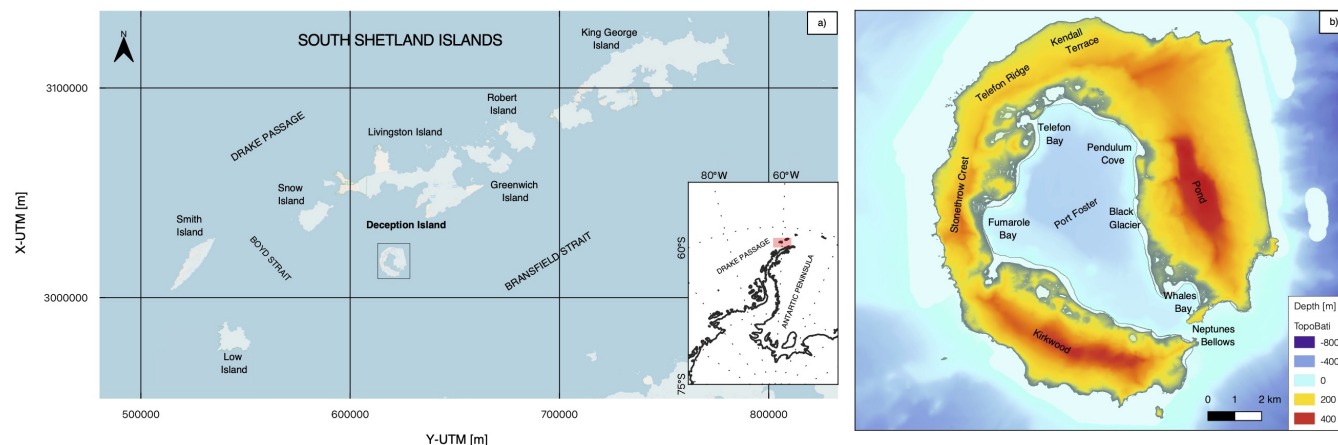 a)
N
SOUTH SHETLAND ISLANDS
King George
Island
3100000
Robert
Island
DRAKE PASSAGE
Livingston Island
Snow
Island
Greenwich
Island
Smith
Island
Deception Island
BOYD STRAIT
BRANSFIELD STRAIT
3000000
Low
Island
X-UTM [m]
500000
600000
700000
800000
Y-UTM [m]
80°W
60°W
60°S
DRAKE PASSAGE
ANTARTIC PENINSULA
75°S
b)
Kendall
Terrace
Telefon Ridge
Telefon
Bay
Pendulum
Cove
Stonethrow Crest
Pond
Port Foster
Fumarole
Bay
Black
Glacier
Whales
Bay
Neptunes
Bellows
Kirkwood
0 1 2 km
Depth [m]
TopoBati
-800
-400
0
200
400